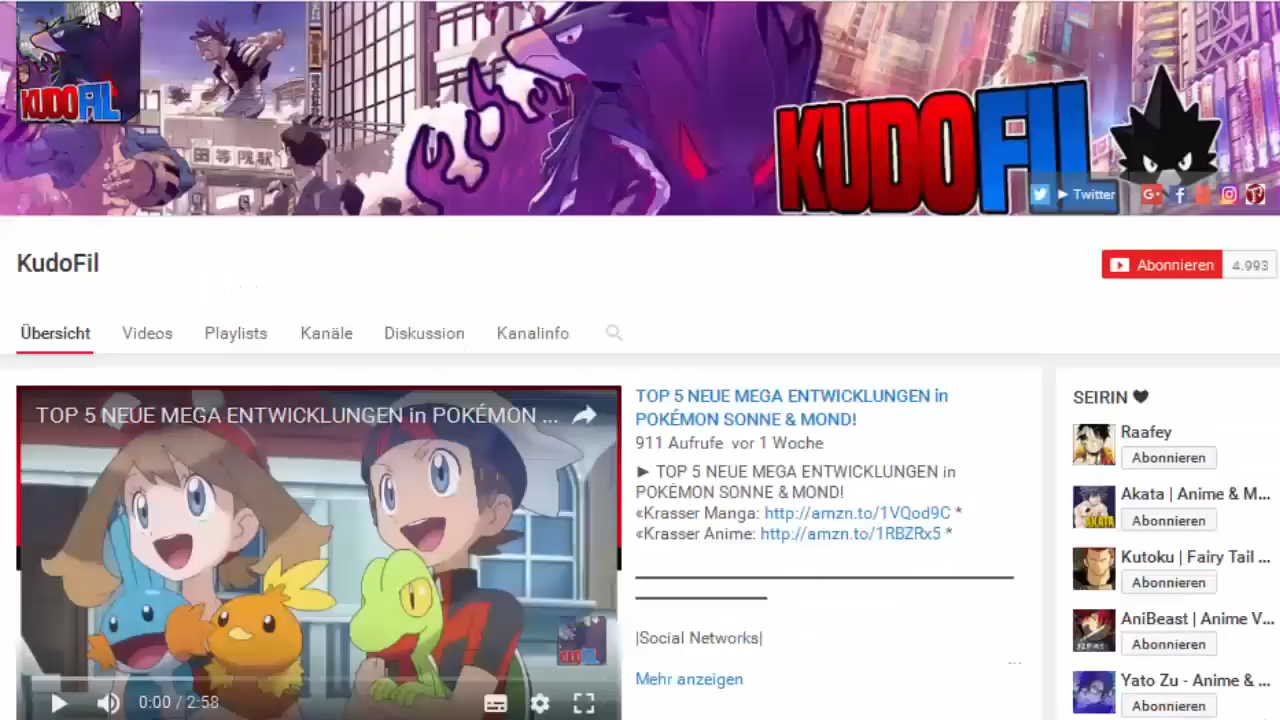 KUDOFIL
田等院駅
KUDOFIL
Twitter
KudoFil
Abonnieren 4.993
Übersicht Videos Playlists Kanäle Diskussion Kanalinfo
TOP 5 NEUE MEGA ENTWICKLUNGEN in POKÉMON ...
0:00 / 2:58
TOP 5 NEUE MEGA ENTWICKLUNGEN in
POKÉMON SONNE & MOND!
911 Aufrufe vor 1 Woche
► TOP 5 NEUE MEGA ENTWICKLUNGEN in
POKÉMON SONNE & MOND!
«Krasser Manga: http://amzn.to/1VQod9C *
«Krasser Anime: http://amzn.to/1RBZRx5 *
|Social Networks|
Mehr anzeigen
SEIRIN ♥
Raafey
Abonnieren
Akata | Anime & M...
Abonnieren
Kutoku | Fairy Tail ...
Abonnieren
AniBeast | Anime V...
Abonnieren
Yato Zu - Anime & ...
Abonnieren